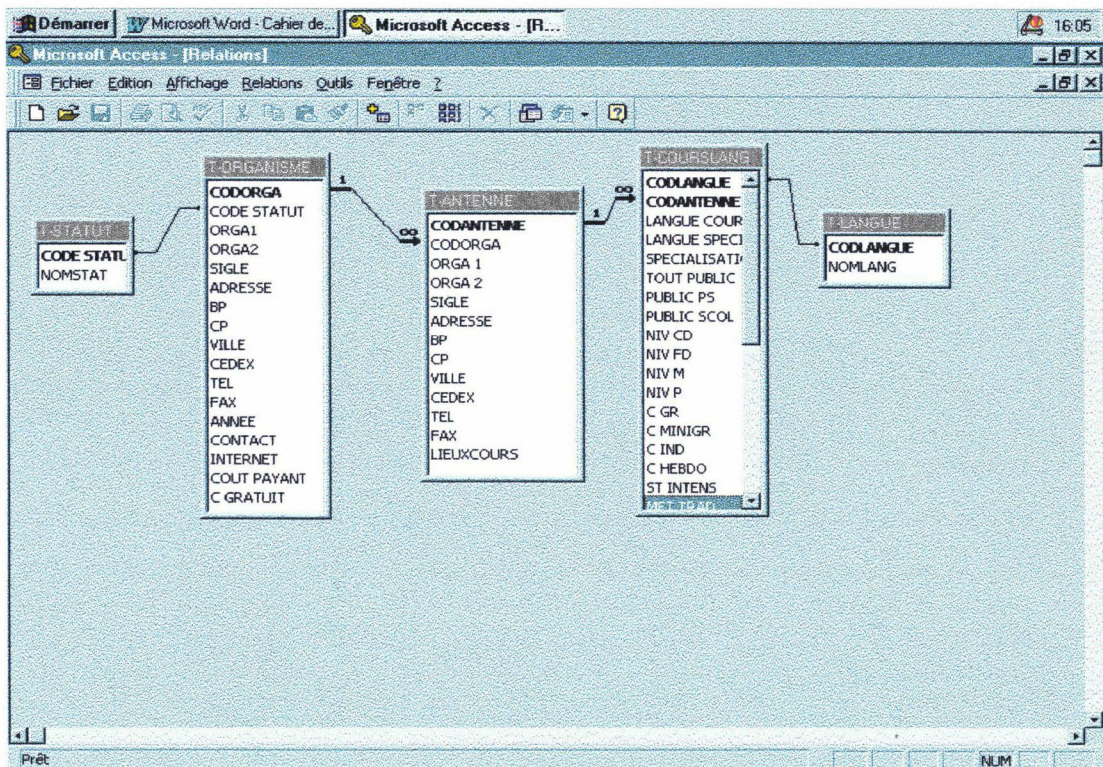 Démarrer Microsoft Word - Cahier de... Microsoft Access - [R... 16:05
Microsoft Access - [Relations]
Fichier Edition Affichage Relations Outils Fenêtre ?
T-STATUT
CODE STATU
NOMSTAT
T-ORGANISME
CODORGA
CODE STATUT
ORGA1
ORGA2
SIGLE
ADRESSE
BP
CP
VILLE
CEDEX
TEL
FAX
ANNEE
CONTACT
INTERNET
COUT PAYANT
C GRATUIT
1
∞
T-ANTENNE
CODANTENNE
CODORGA
ORGA 1
ORGA 2
SIGLE
ADRESSE
BP
CP
VILLE
CEDEX
TEL
FAX
LIEUXCOURS
1
∞
T-COURSLANG
CODLANGUE
CODANTENNE
LANGUE COUR
LANGUE SPECI
SPECIALISATI
TOUT PUBLIC
PUBLIC PS
PUBLIC SCOL
NIV CD
NIV FD
NIV M
NIV P
C GR
C MINIGR
C IND
C HEBDO
ST INTENS
MET TRAD
T-LANGUE
CODLANGUE
NOMLANG
Prêt NUM